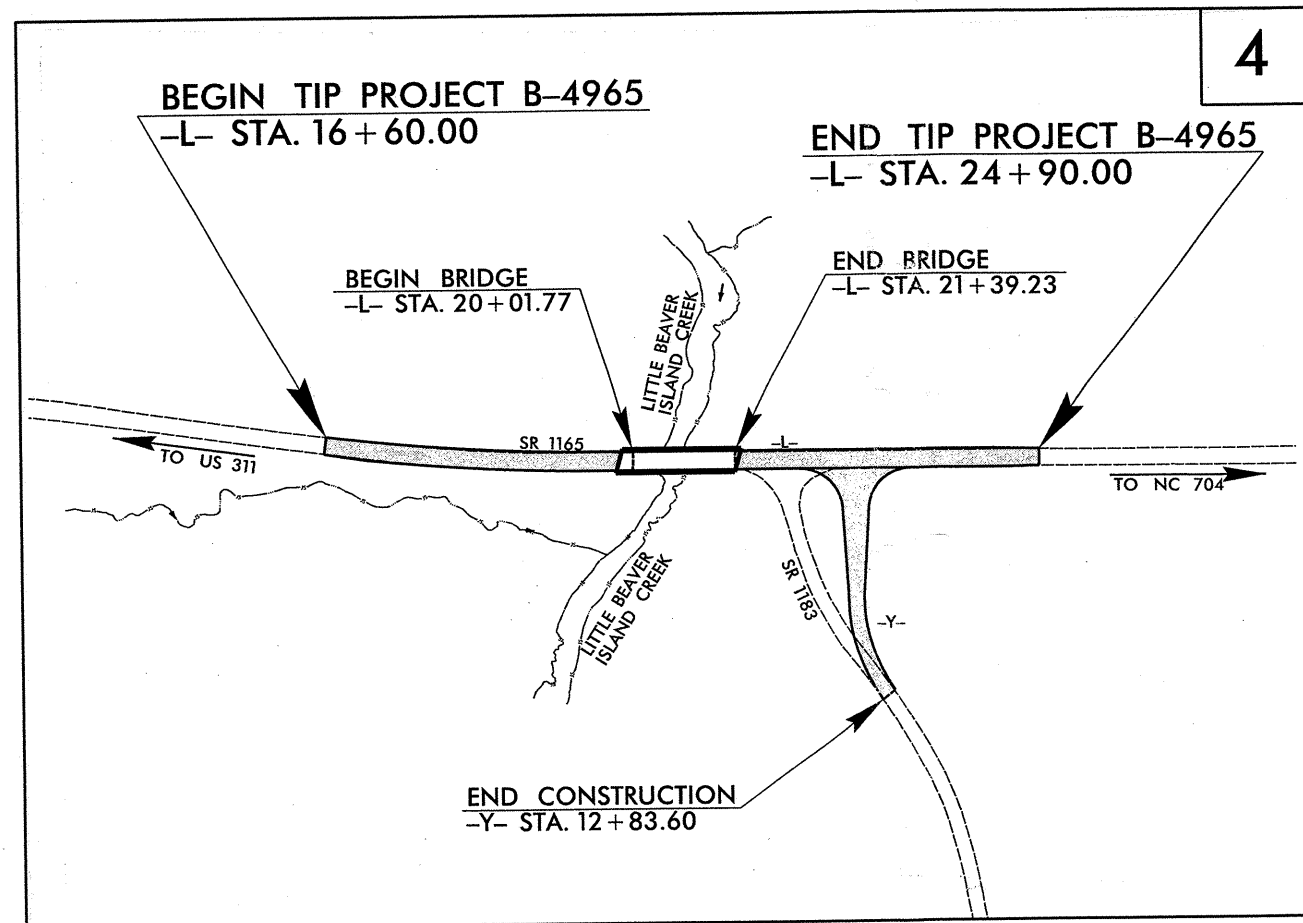 4
BEGIN TIP PROJECT B–4965
–L– STA. 16+60.00
END TIP PROJECT B–4965
–L– STA. 24+90.00
BEGIN BRIDGE
–L– STA. 20+01.77
END BRIDGE
–L– STA. 21+39.23
LITTLE BEAVER
ISLAND CREEK
SR 1165
–L–
TO US 311
TO NC 704
SR 1183
–Y–
LITTLE BEAVER
ISLAND CREEK
END CONSTRUCTION
–Y– STA. 12+83.60